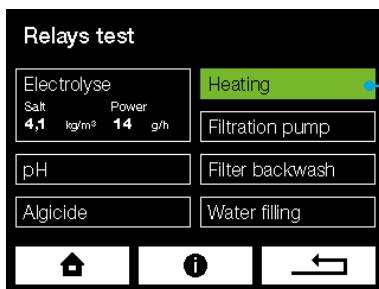 Relays test
Electrolyse
Salt Power
4,1 kg/m³ 14 g/h
pH
Algicide
Heating
Filtration pump
Filter backwash
Water filling